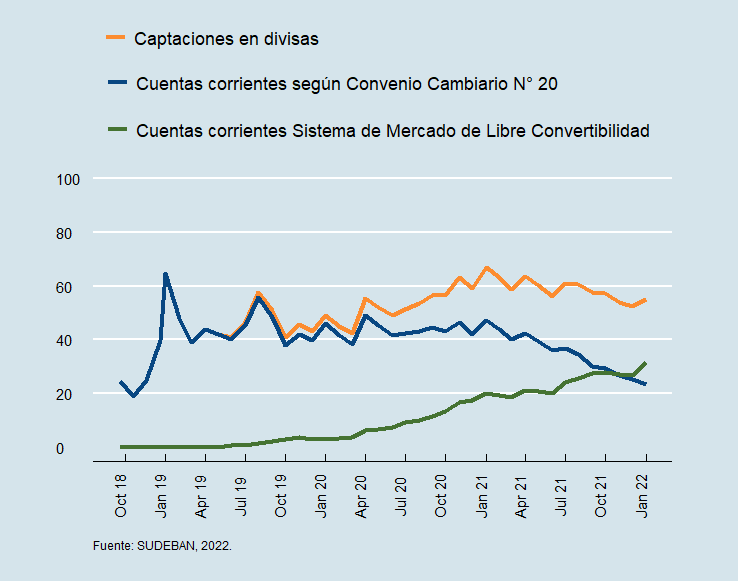 Captaciones en divisas
Cuentas corrientes según Convenio Cambiario N° 20
Cuentas corrientes Sistema de Mercado de Libre Convertibilidad
100
80
60
40
20
0
Oct 18
Jan 19
Apr 19
Jul 19
Oct 19
Jan 20
Apr 20
Jul 20
Oct 20
Jan 21
Apr 21
Jul 21
Oct 21
Jan 22
Fuente: SUDEBAN, 2022.